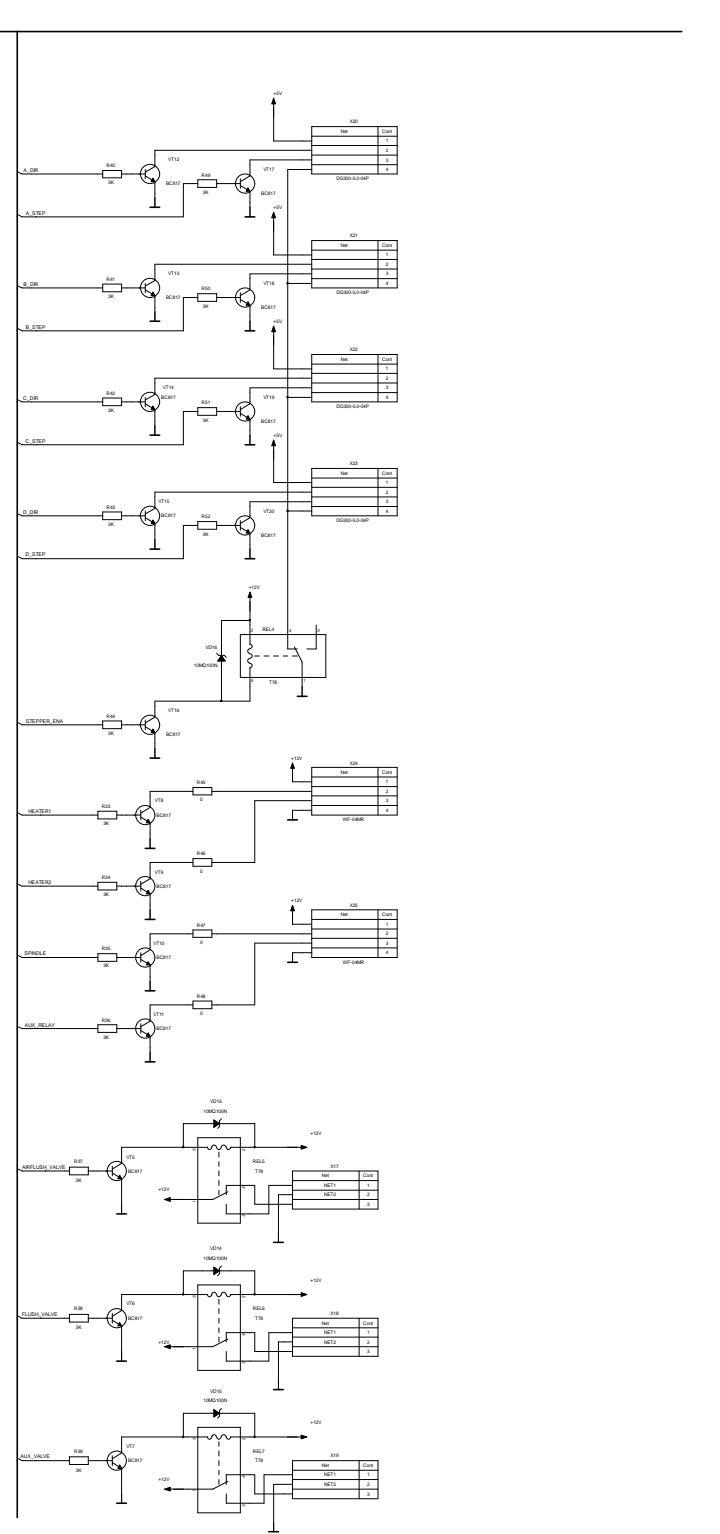 +5V
X20
Net Cont
1
A_DIR R40 3K VT12 BC817 2
R49 3K VT17 BC817 3
4
DG300-5.0-04P
A_STEP
+5V
X21
Net Cont
1
B_DIR R41 3K VT13 BC817 2
R50 3K VT18 BC817 3
4
DG300-5.0-04P
B_STEP
+5V
X22
Net Cont
1
C_DIR R42 3K VT14 BC817 2
R51 3K VT19 BC817 3
4
DG300-5.0-04P
C_STEP
+5V
X23
Net Cont
1
D_DIR R43 3K VT15 BC817 2
R52 3K VT20 BC817 3
4
DG300-5.0-04P
D_STEP
+12V
REL4
VD16
10MQ100N
T78
STEPPER_ENA R44 3K VT16 BC817
+12V
X24
Net Cont
1
R45 0 2
3
4
WF-04MR
HEATER1 R33 3K VT8 BC817
R46 0
HEATER2 R34 3K VT9 BC817
+12V
X25
Net Cont
1
R47 0 2
3
4
WF-04MR
SPINDLE R35 3K VT10 BC817
R48 0
AUX_RELAY R36 3K VT11 BC817
VD13
10MQ100N
+12V
AIRFLUSH_VALVE R37 3K VT5 BC817
REL5
T78
+12V
X17
Net Cont
NET1 1
NET2 2
3
VD14
10MQ100N
+12V
FLUSH_VALVE R38 3K VT6 BC817
REL6
T78
+12V
X18
Net Cont
NET1 1
NET2 2
3
VD15
10MQ100N
+12V
AUX_VALVE R39 3K VT7 BC817
REL7
T78
+12V
X19
Net Cont
NET1 1
NET2 2
3